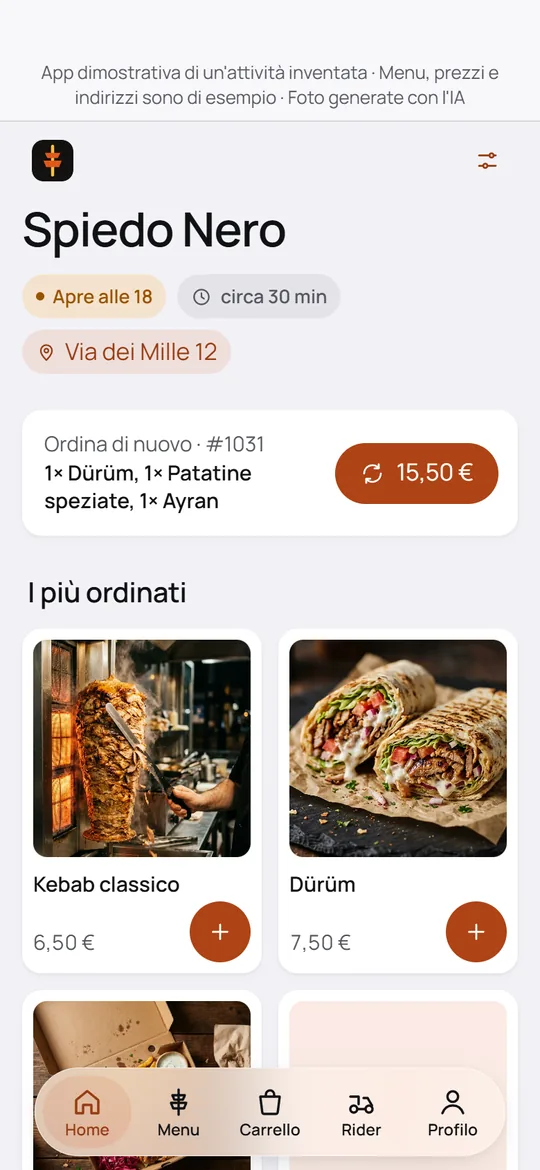 App dimostrativa di un'attività inventata · Menu, prezzi e
indirizzi sono di esempio · Foto generate con l'IA
Spiedo Nero
Apre alle 18
circa 30 min
Via dei Mille 12
Ordina di nuovo · #1031
1× Dürüm, 1× Patatine
speziate, 1× Ayran
15,50 €
I più ordinati
Kebab classico
6,50 €
Dürüm
7,50 €
Home
Menu
Carrello
Rider
Profilo